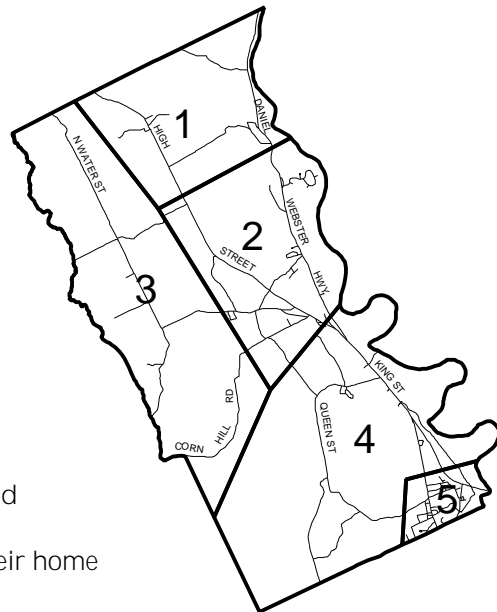 1
HIGH
DANIEL
N WATER ST
2
WEBSTER
STREET
HWY.
3
KING ST
CORN
HILL
RD
QUEEN ST
4
5
d
eir home